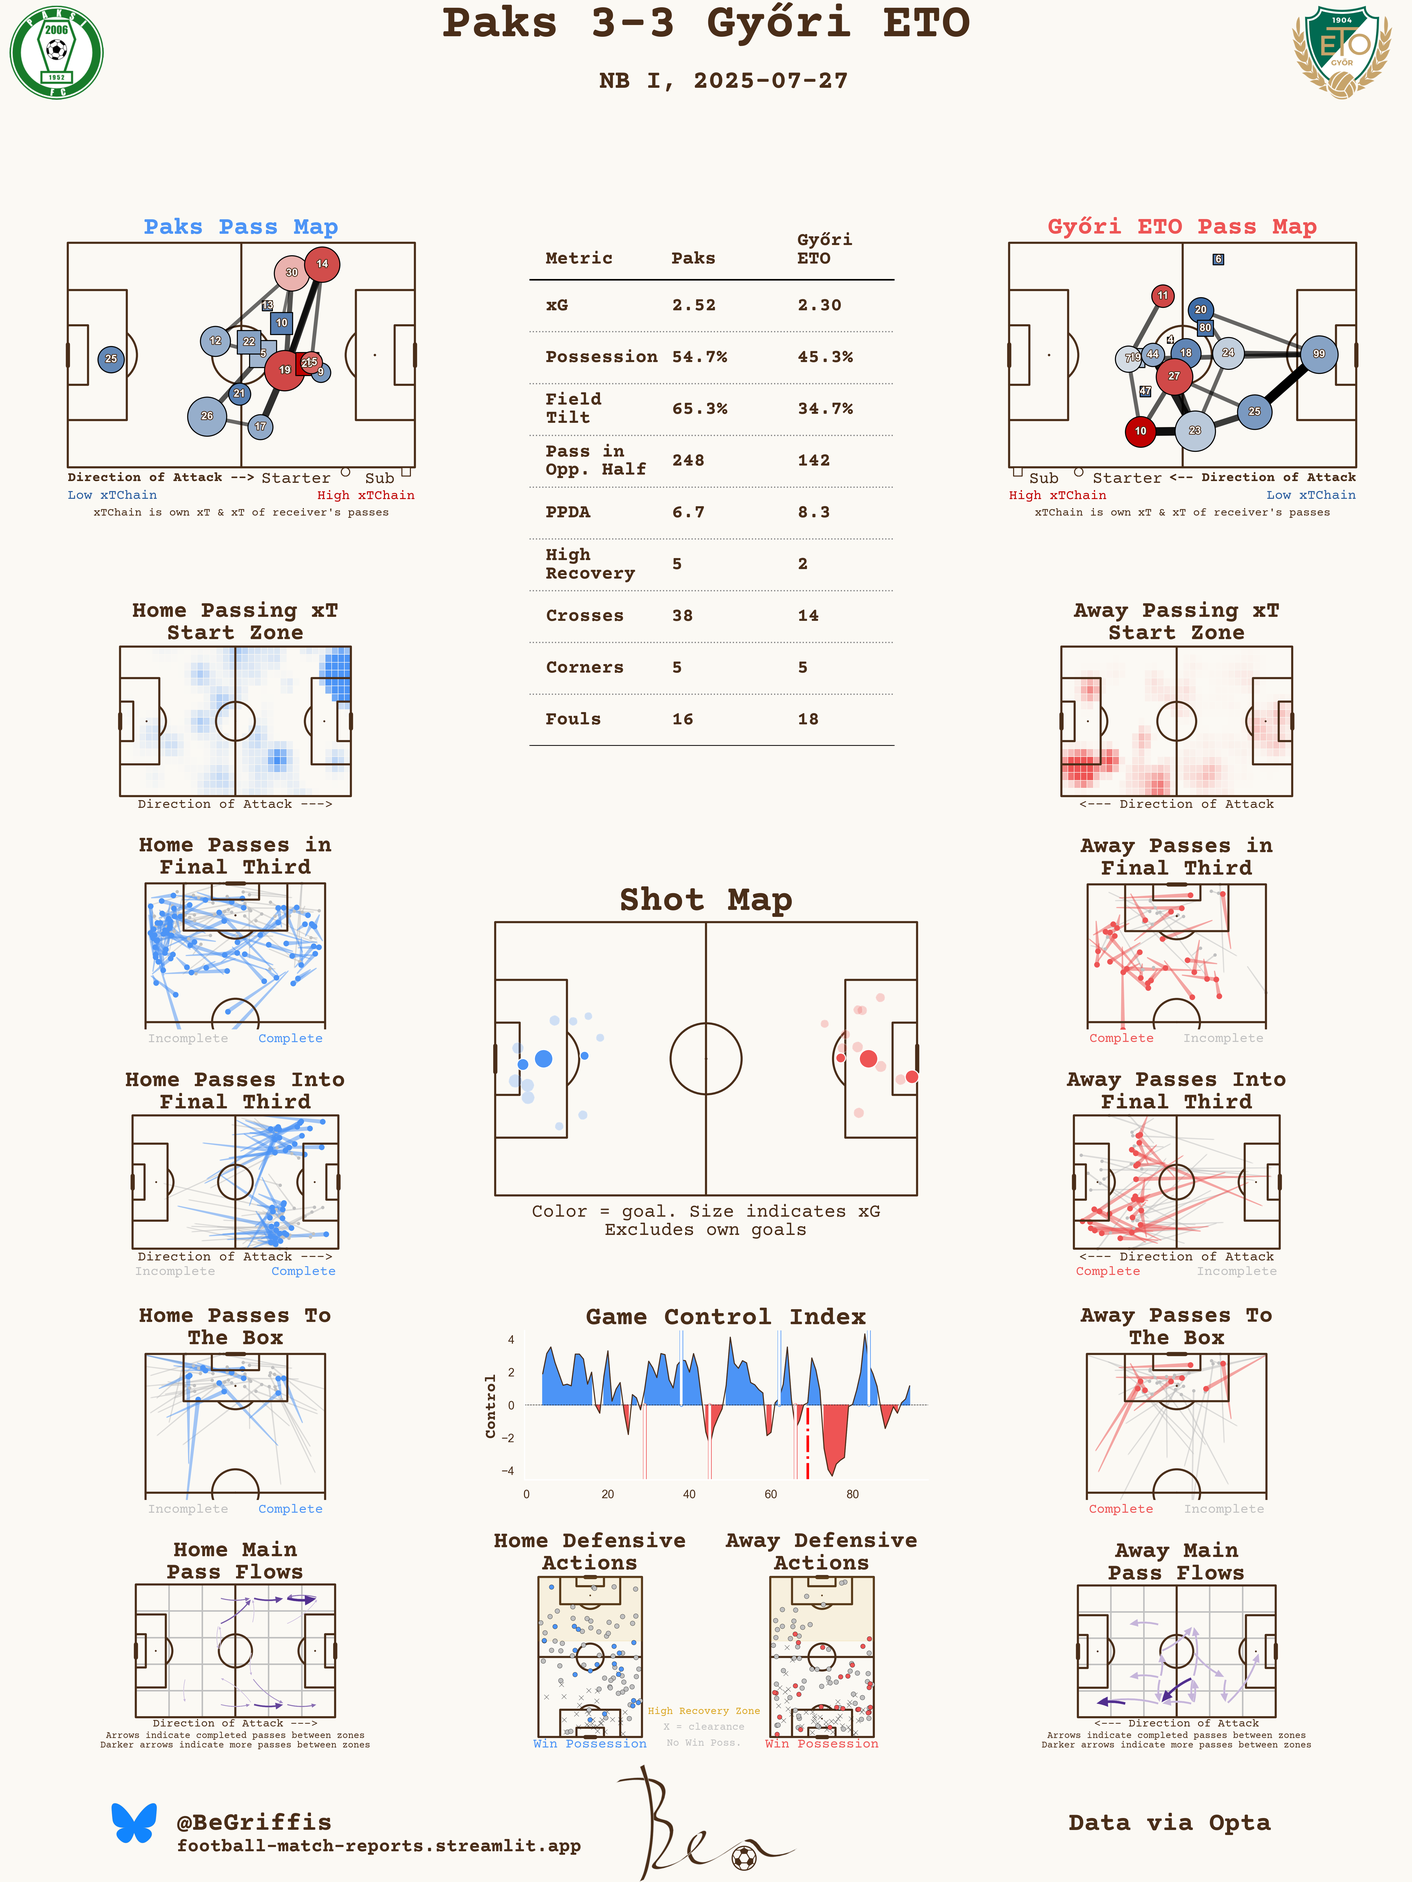 Paks 3-3 Győri ETO
NB I, 2025-07-27
PAKSI
2006
1952
FC
1904
ETO
GYŐR
Paks Pass Map
25
12
26
22
5
21
17
13
10
30
14
19
15
9
Direction of Attack --> Starter Sub
Low xTChain High xTChain
xTChain is own xT & xT of receiver's passes
Metric Paks Győri ETO
xG 2.52 2.30
Possession 54.7% 45.3%
Field Tilt 65.3% 34.7%
Pass in Opp. Half 248 142
PPDA 6.7 8.3
High Recovery 5 2
Crosses 38 14
Corners 5 5
Fouls 16 18
Győri ETO Pass Map
6
11
20
80
4
7
19
44
18
24
99
27
47
10
23
25
Sub Starter <-- Direction of Attack
High xTChain Low xTChain
xTChain is own xT & xT of receiver's passes
Home Passing xT
Start Zone
Direction of Attack --->
Away Passing xT
Start Zone
<--- Direction of Attack
Home Passes in
Final Third
Incomplete Complete
Away Passes in
Final Third
Complete Incomplete
Shot Map
Color = goal. Size indicates xG
Excludes own goals
Home Passes Into
Final Third
Direction of Attack --->
Incomplete Complete
Away Passes Into
Final Third
<--- Direction of Attack
Complete Incomplete
Home Passes To
The Box
Incomplete Complete
Game Control Index
Control
4
2
0
−2
−4
0 20 40 60 80
Away Passes To
The Box
Complete Incomplete
Home Main
Pass Flows
Direction of Attack --->
Arrows indicate completed passes between zones
Darker arrows indicate more passes between zones
Home Defensive
Actions
Win Possession
Away Defensive
Actions
Win Possession
High Recovery Zone
X = clearance
No Win Poss.
Away Main
Pass Flows
<--- Direction of Attack
Arrows indicate completed passes between zones
Darker arrows indicate more passes between zones
@BeGriffis
football-match-reports.streamlit.app
Ben
Data via Opta